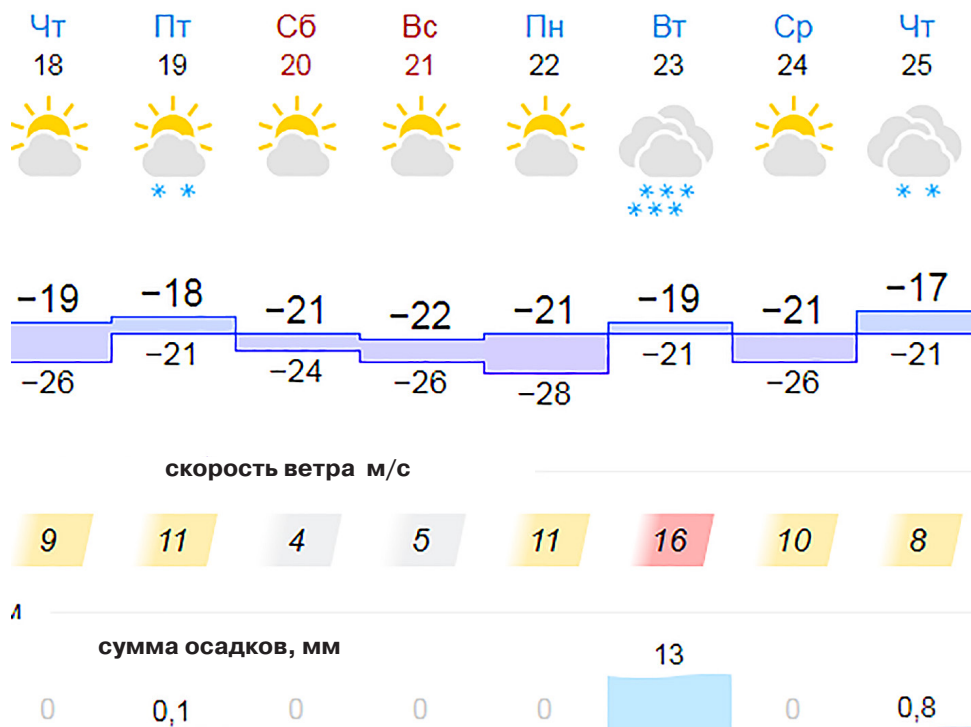 Чт Пт Сб Вс Пн Вт Ср Чт
18 19 20 21 22 23 24 25
−19 −18 −21 −22 −21 −19 −21 −17
−26 −21 −24 −26 −28 −21 −26 −21
скорость ветра м/с
9 11 4 5 11 16 10 8
м
сумма осадков, мм
0 0,1 0 0 0 13 0 0,8